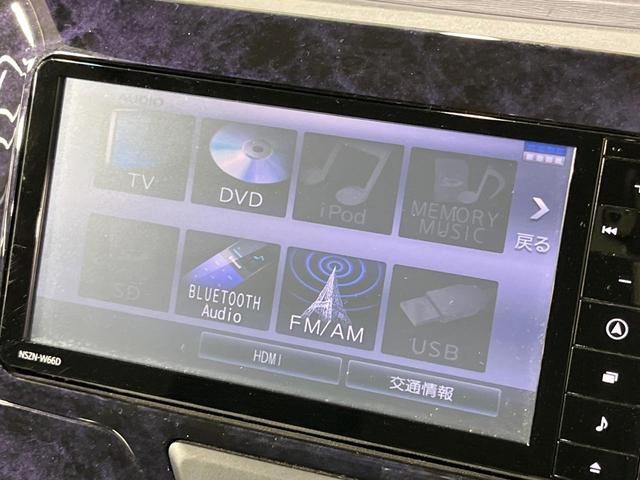 Audio
TV
DVD
iPod
MEMORY
MUSIC
戻る
SD
BLUETOOTH
Audio
FM/AM
USB
HDMI
交通情報
NSZN-W66D